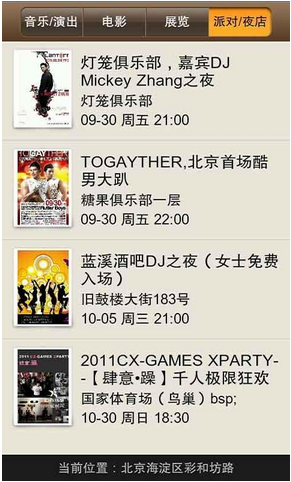 音乐/演出 电影 展览 派对/夜店
灯笼俱乐部，嘉宾DJ
Mickey Zhang之夜
灯笼俱乐部
09-30 周五 21:00
TOGAYTHER,北京首场酷
男大趴
糖果俱乐部一层
09-30 周五 22:00
蓝溪酒吧DJ之夜（女士免费
入场）
旧鼓楼大街183号
10-05 周三 21:00
2011CX-GAMES XPARTY-
-【肆意•躁】千人极限狂欢
国家体育场（鸟巢）bsp;
10-30 周日 18:30
当前位置：北京海淀区彩和坊路